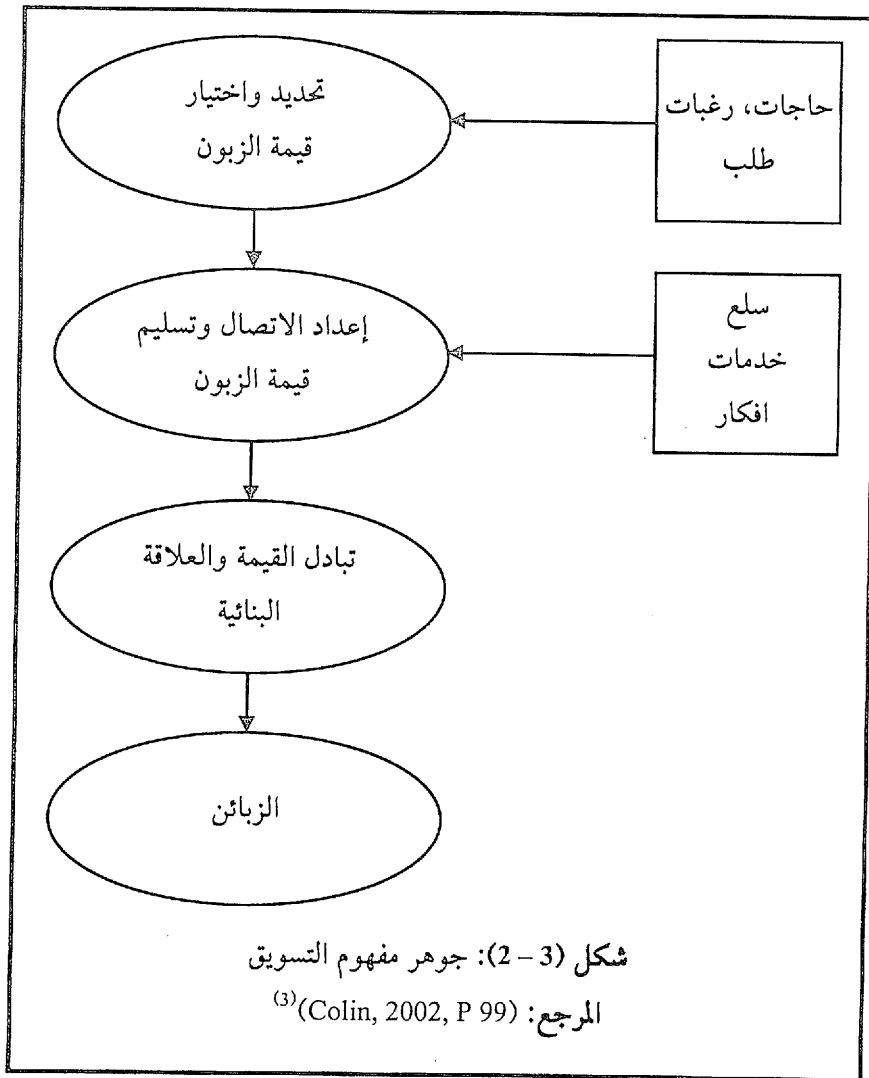 حاجات، رغبات
طلب
تحديد واختيار
قيمة الزبون
سلع
خدمات
افكار
إعداد الاتصال وتسليم
قيمة الزبون
تبادل القيمة والعلاقة
البنائية
الزبائن
شكل (3 – 2): جوهر مفهوم التسويق
المرجع: (Colin, 2002, P 99)(3)